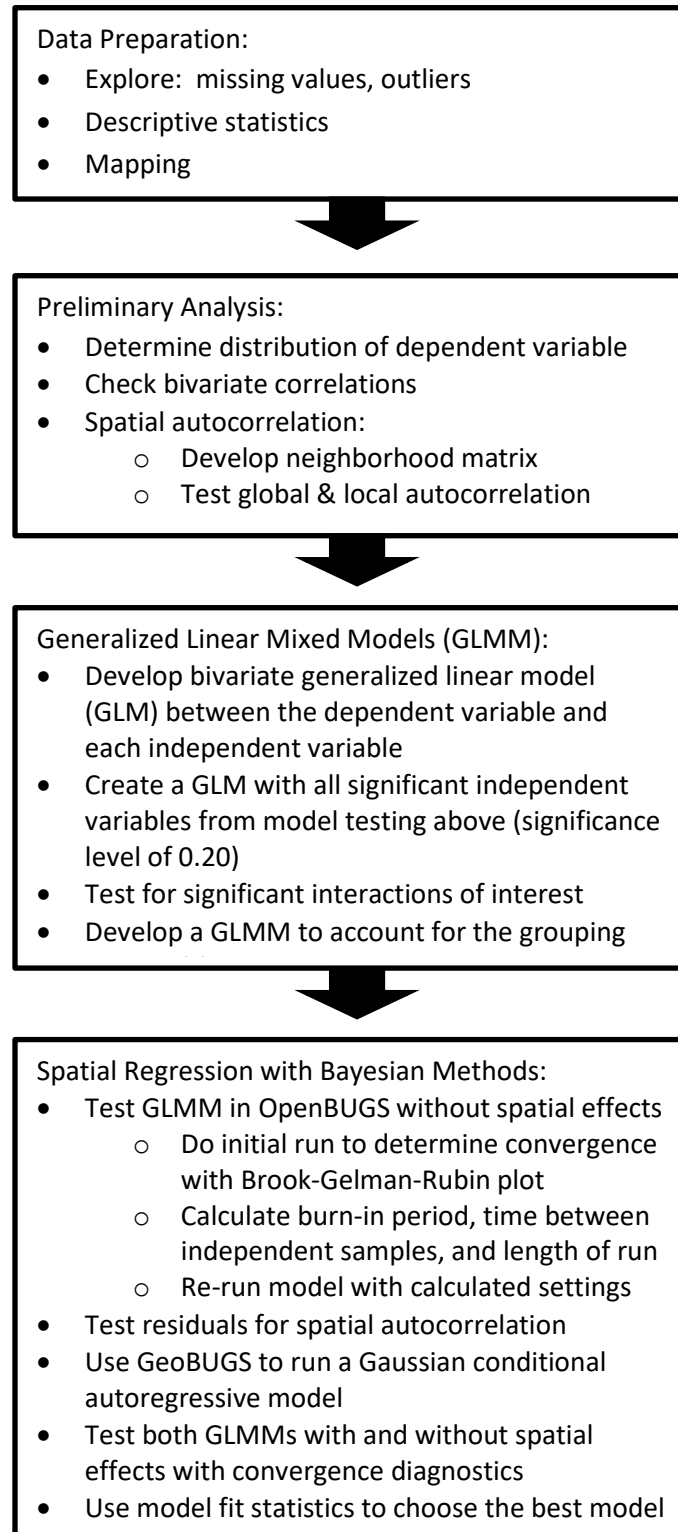 Data Preparation:
• Explore:  missing values, outliers
• Descriptive statistics
• Mapping
Preliminary Analysis:
• Determine distribution of dependent variable
• Check bivariate correlations
• Spatial autocorrelation:
o Develop neighborhood matrix
o Test global & local autocorrelation
Generalized Linear Mixed Models (GLMM):
• Develop bivariate generalized linear model
(GLM) between the dependent variable and
each independent variable
• Create a GLM with all significant independent
variables from model testing above (significance
level of 0.20)
• Test for significant interactions of interest
• Develop a GLMM to account for the grouping
Spatial Regression with Bayesian Methods:
• Test GLMM in OpenBUGS without spatial effects
o Do initial run to determine convergence
with Brook-Gelman-Rubin plot
o Calculate burn-in period, time between
independent samples, and length of run
o Re-run model with calculated settings
• Test residuals for spatial autocorrelation
• Use GeoBUGS to run a Gaussian conditional
autoregressive model
• Test both GLMMs with and without spatial
effects with convergence diagnostics
• Use model fit statistics to choose the best model